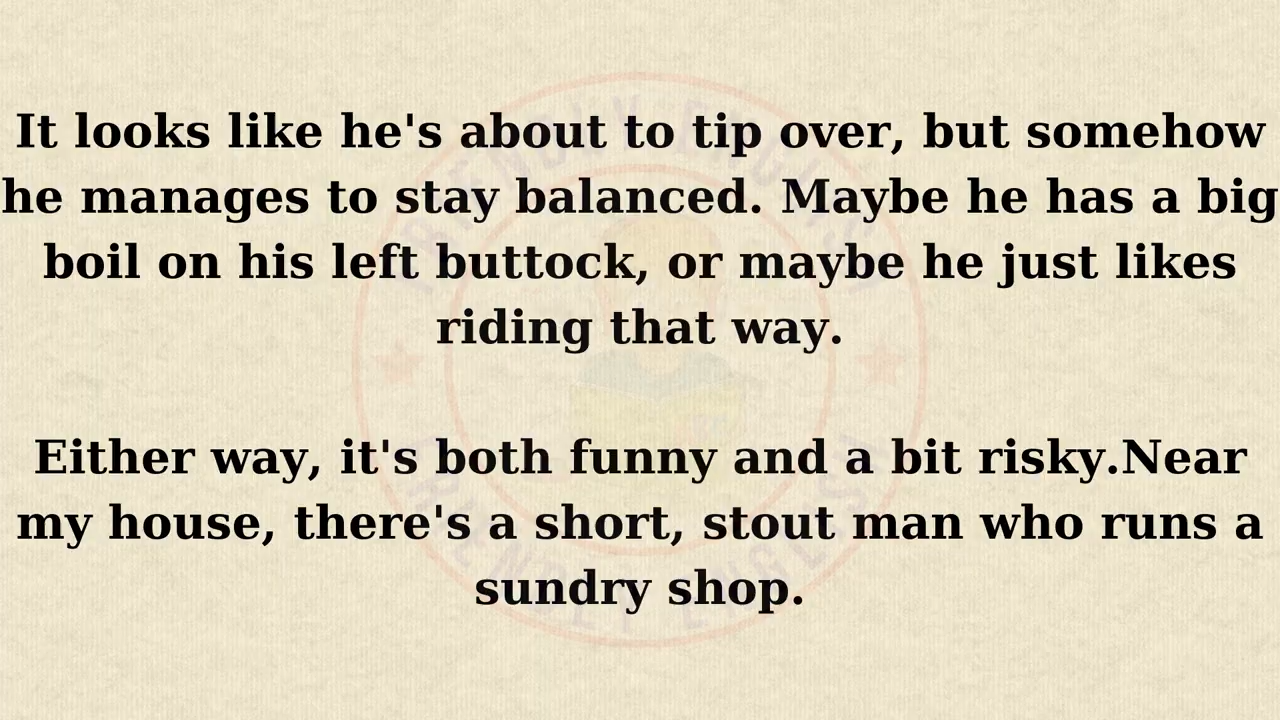 It looks like he's about to tip over, but somehow
he manages to stay balanced. Maybe he has a big
boil on his left buttock, or maybe he just likes
riding that way.
Either way, it's both funny and a bit risky.Near
my house, there's a short, stout man who runs a
sundry shop.